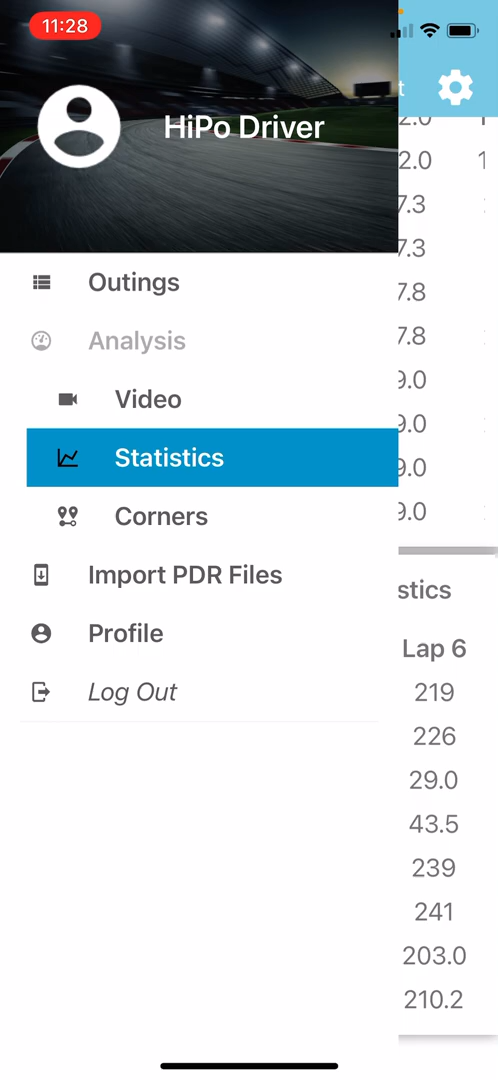 11:28
HiPo Driver
Outings
Analysis
Video
Statistics
Corners
Import PDR Files
Profile
Log Out
t
2.0
2.0 1
7.3
7.3
7.8
7.8
9.0
9.0
9.0
9.0
stics
Lap 6
219
226
29.0
43.5
239
241
203.0
210.2